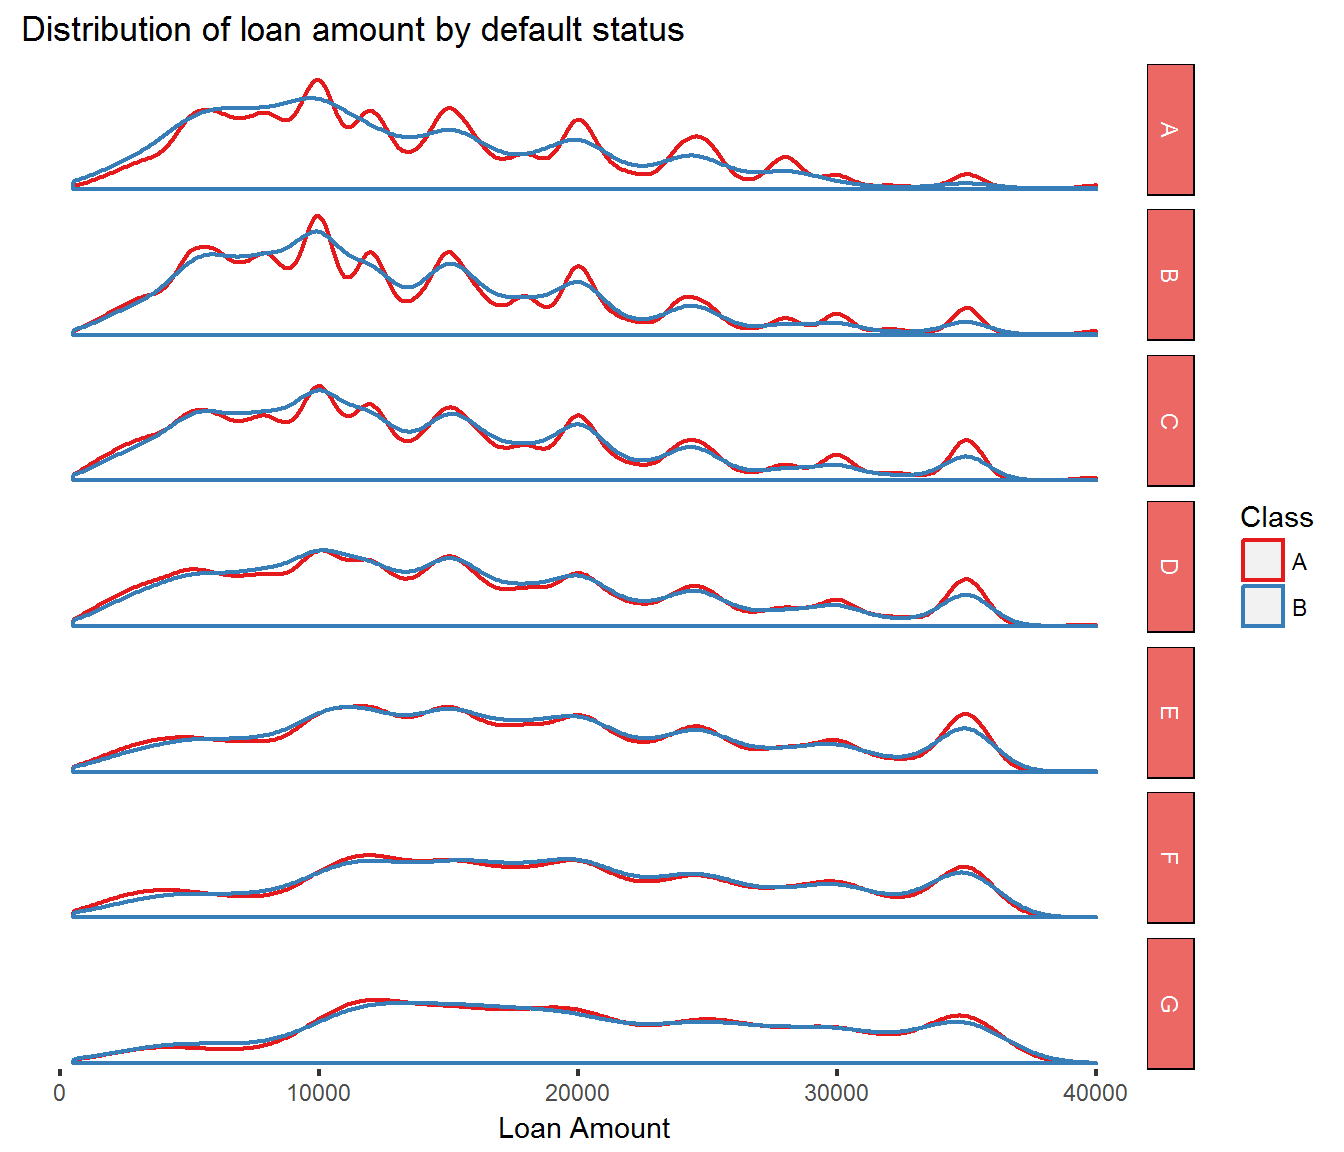 Distribution of loan amount by default status
A
B
C
D
E
F
G
Class
A
B
0 10000 20000 30000 40000
Loan Amount